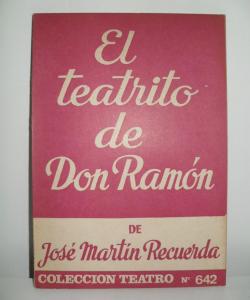 El
teatrito
de
Don Ramón
DE
José Martín Recuerda
COLECCION TEATRO Nº 642